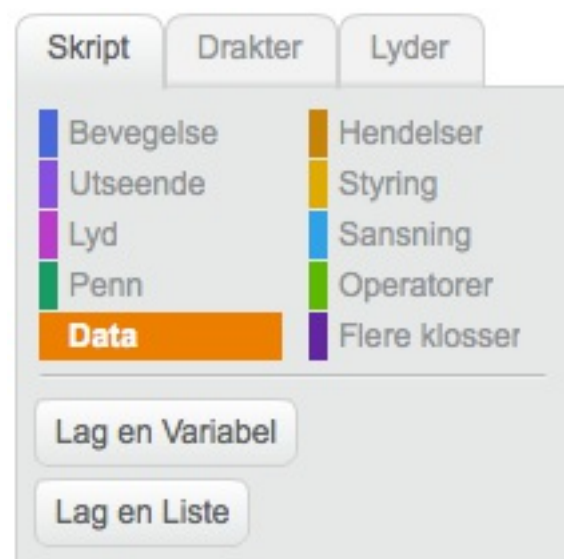 Skript Drakter Lyder
Bevegelse Hendelser
Utseende Styring
Lyd Sansning
Penn Operatorer
Data Flere klosser
Lag en Variabel
Lag en Liste